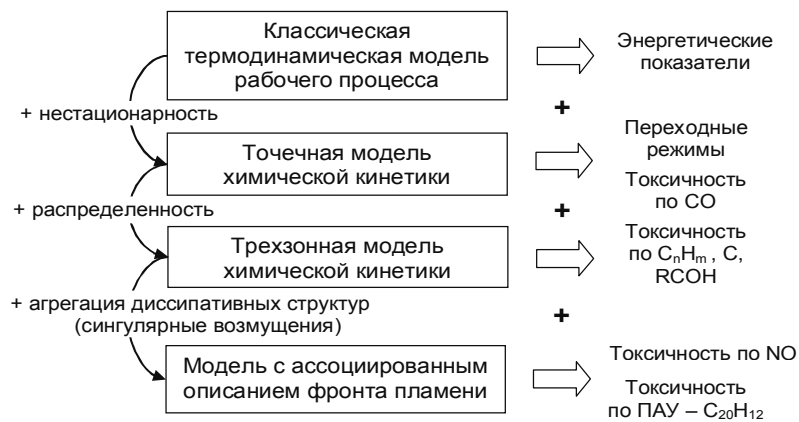 Классическая
термодинамическая модель
рабочего процесса
Энергетические
показатели
+ нестационарность
+
Точечная модель
химической кинетики
Переходные
режимы
Токсичность
по CO
+ распределенность
+
Трехзонная модель
химической кинетики
Токсичность
по CₙHₘ , C,
RCOH
+ агрегация диссипативных структур
(сингулярные возмущения)
+
Модель с ассоциированным
описанием фронта пламени
Токсичность по NO
Токсичность
по ПАУ – C₂₀H₁₂